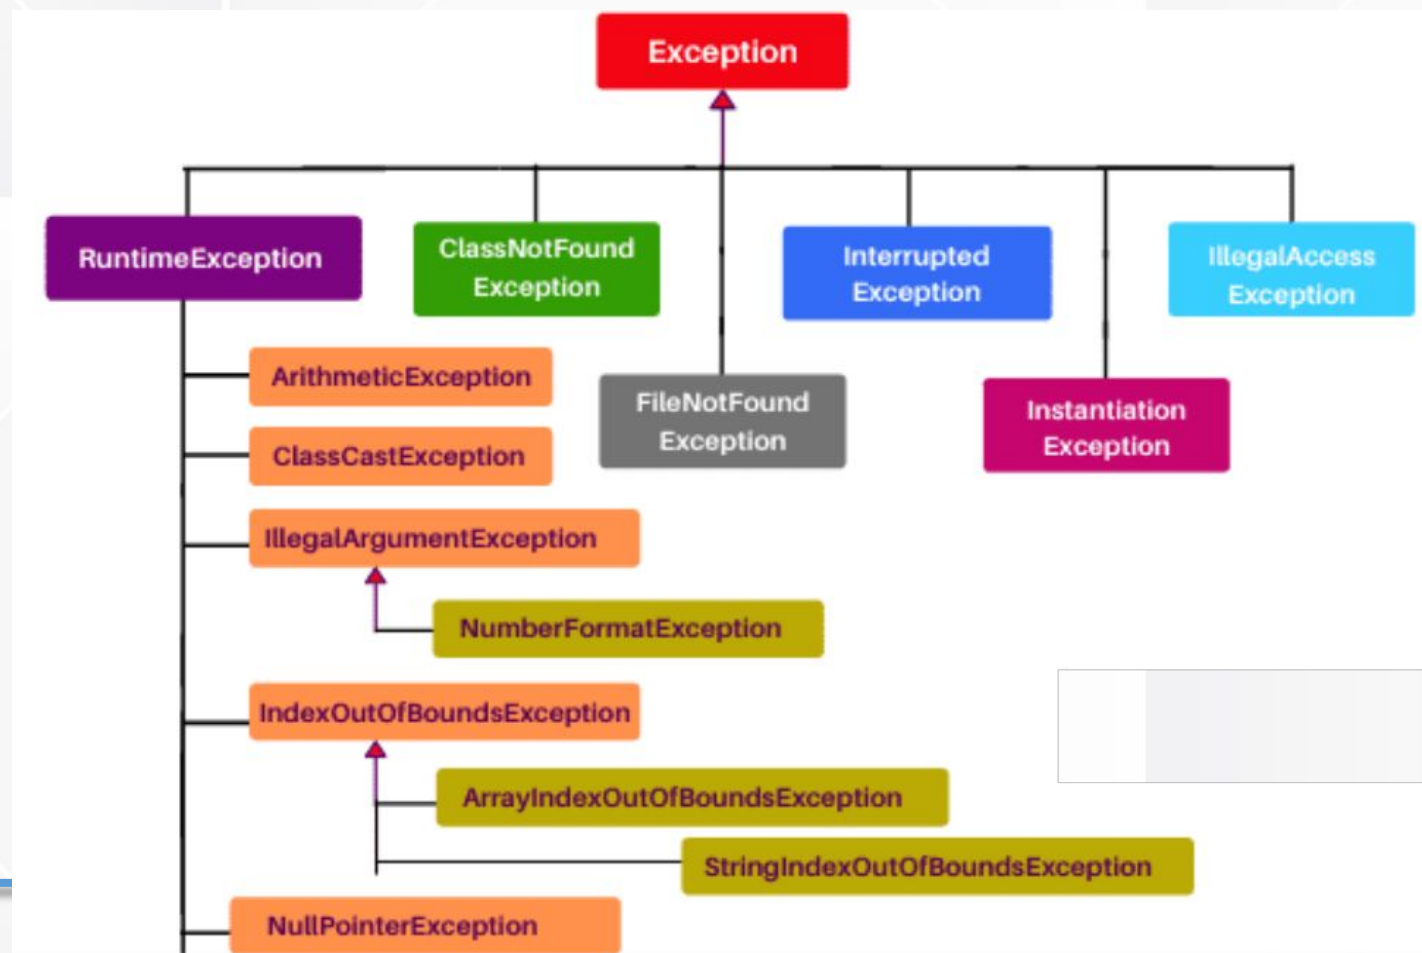 Exception
RuntimeException
ClassNotFound
Exception
Interrupted
Exception
IllegalAccess
Exception
ArithmeticException
FileNotFound
Exception
Instantiation
Exception
ClassCastException
IllegalArgumentException
NumberFormatException
IndexOutOfBoundsException
ArrayIndexOutOfBoundsException
StringIndexOutOfBoundsException
NullPointerException